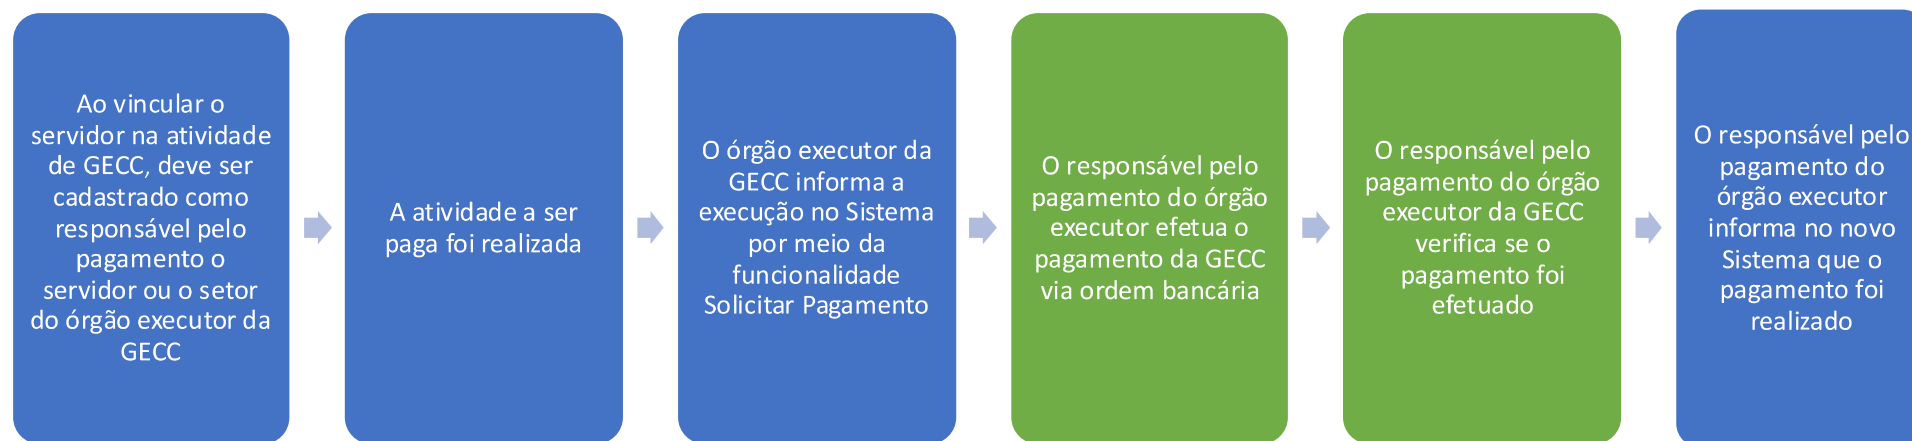 Ao vincular o
servidor na atividade
de GECC, deve ser
cadastrado como
responsável pelo
pagamento o
servidor ou o setor
do órgão executor da
GECC
A atividade a ser
paga foi realizada
O órgão executor da
GECC informa a
execução no Sistema
por meio da
funcionalidade
Solicitar Pagamento
O responsável pelo
pagamento do órgão
executor efetua o
pagamento da GECC
via ordem bancária
O responsável pelo
pagamento do órgão
executor da GECC
verifica se o
pagamento foi
efetuado
O responsável pelo
pagamento do
órgão executor
informa no novo
Sistema que o
pagamento foi
realizado